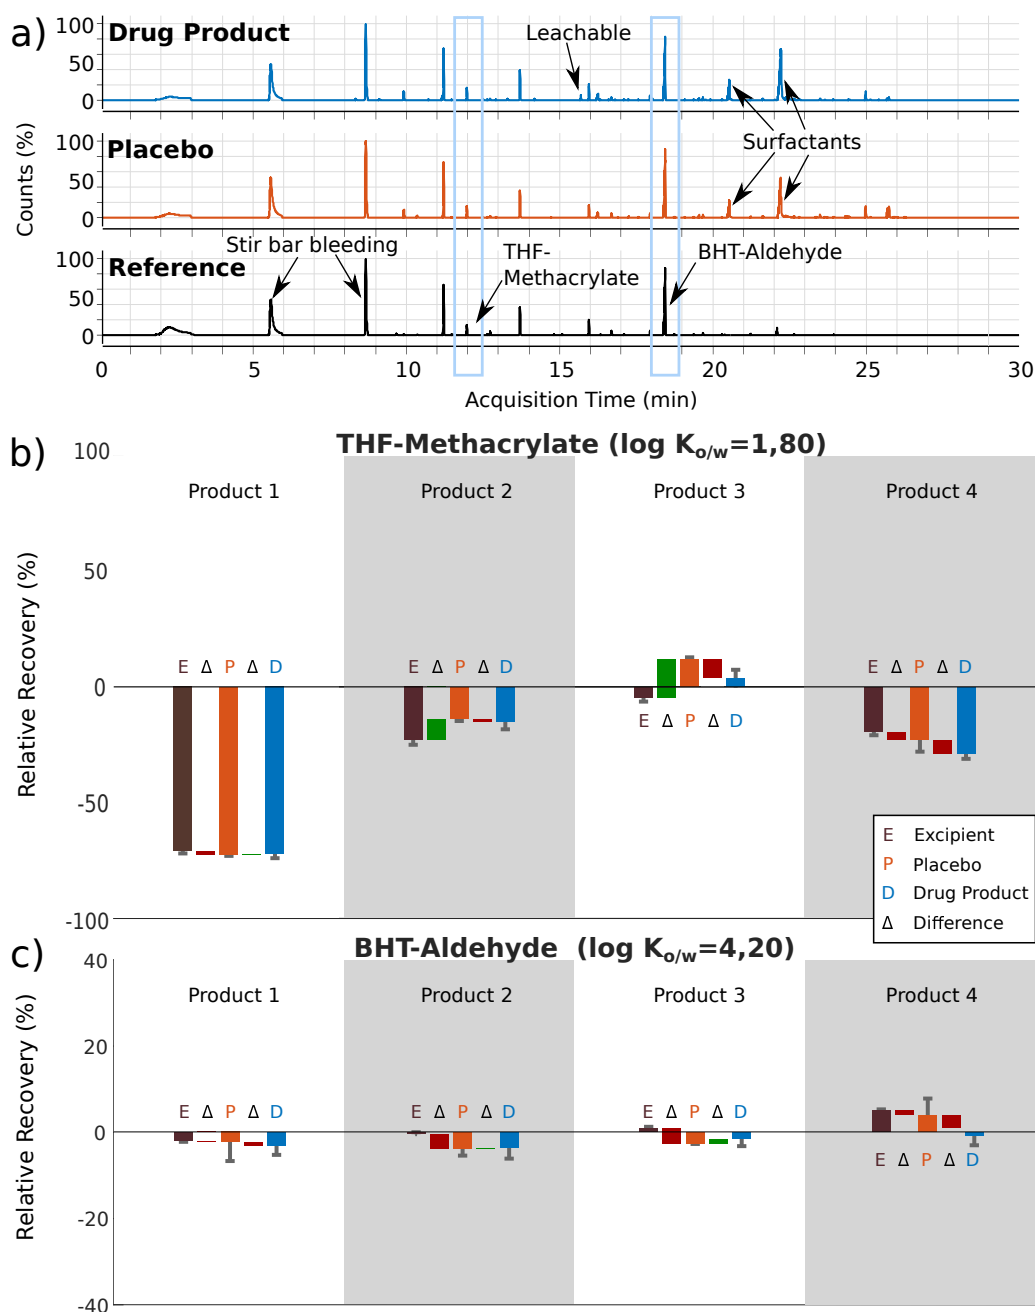 a)
Drug Product
Placebo
Reference
Counts (%)
100
50
0
100
50
0
100
50
0
Leachable
Surfactants
Stir bar bleeding
THF-
Methacrylate
BHT-Aldehyde
0 5 10 15 20 25 30
Acquisition Time (min)
b)
THF-Methacrylate (log Ko/w=1,80)
Relative Recovery (%)
100
50
0
-50
-100
Product 1 Product 2 Product 3 Product 4
E Δ P Δ D
E Δ P Δ D
E Δ P Δ D
E Δ P Δ D
E Excipient
P Placebo
D Drug Product
Δ Difference
c)
BHT-Aldehyde (log Ko/w=4,20)
Relative Recovery (%)
40
20
0
-20
-40
Product 1 Product 2 Product 3 Product 4
E Δ P Δ D
E Δ P Δ D
E Δ P Δ D
E Δ P Δ D